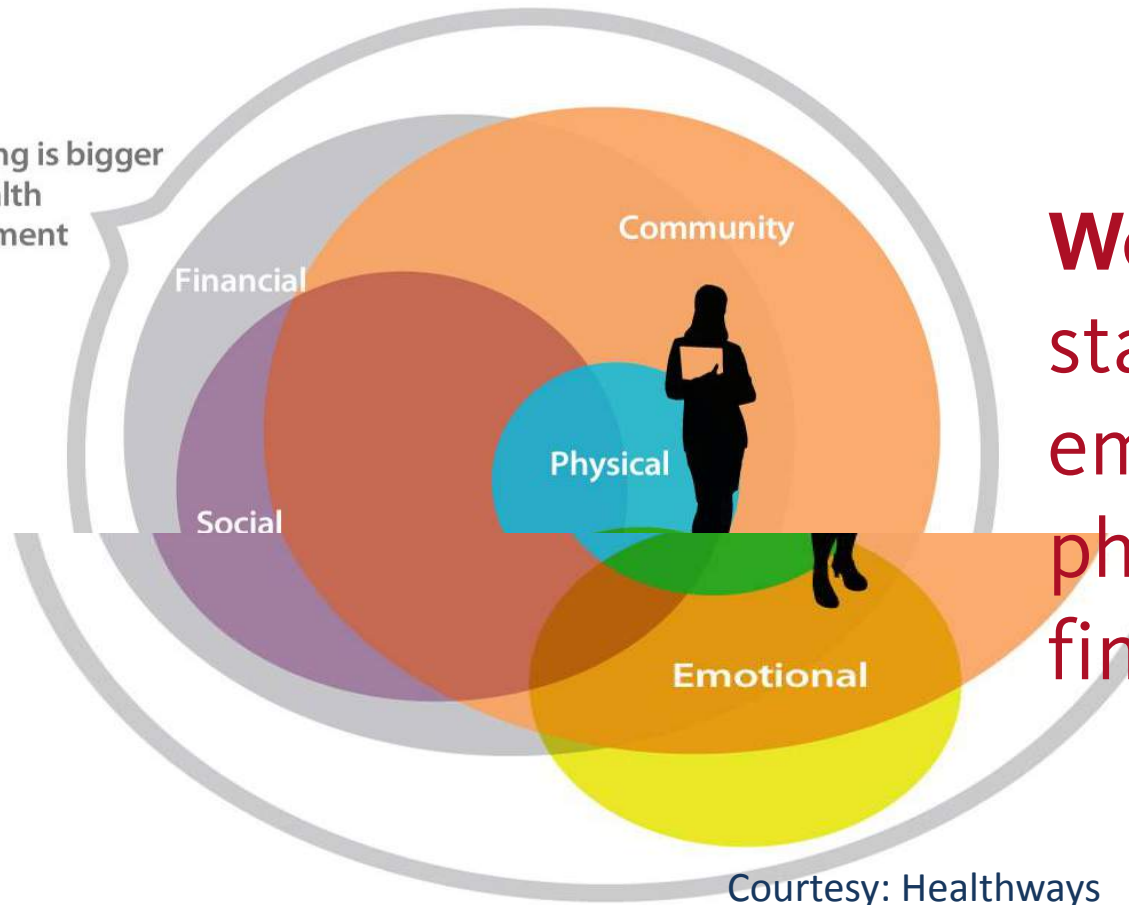 ng is bigger
lth
ment
Financial
Community
Physical
Social
Emotional
W
sta
em
ph
fin
Courtesy: Healthways